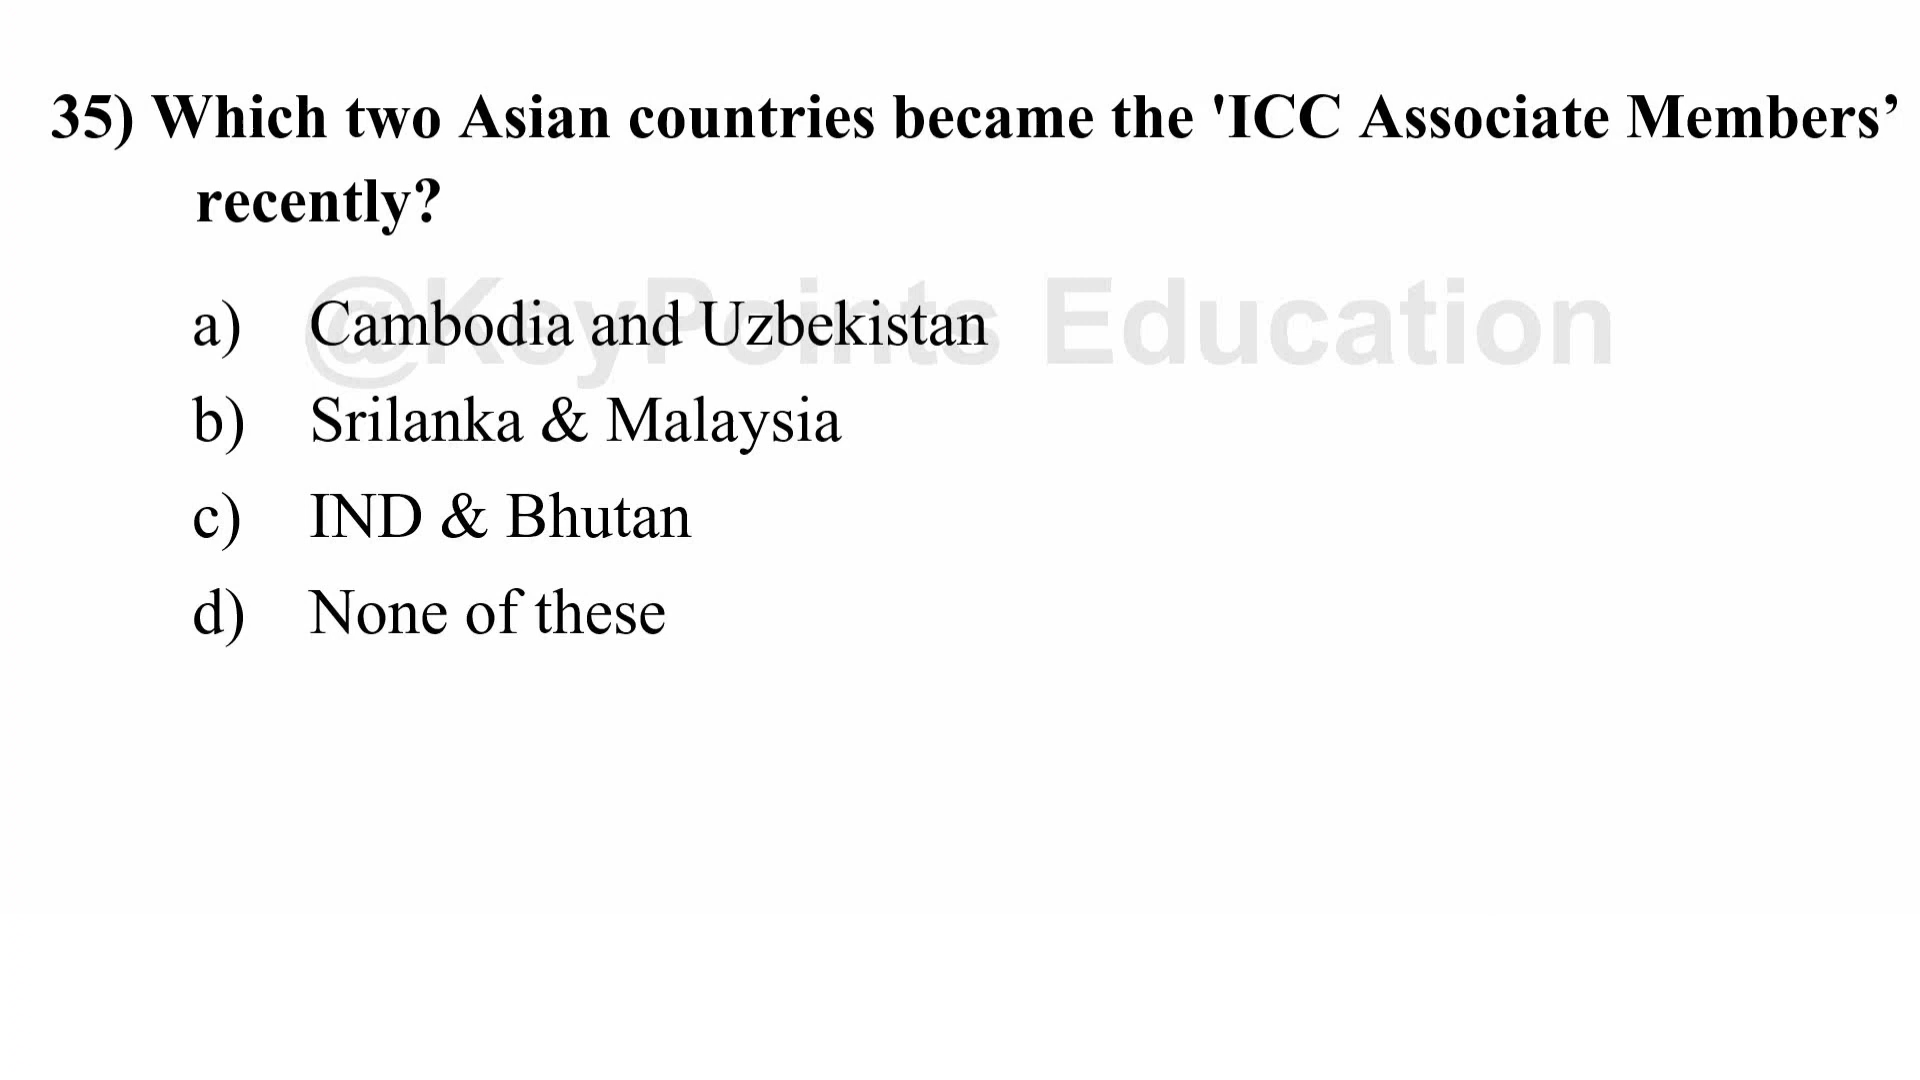 35) Which two Asian countries became the 'ICC Associate Members’
recently?
@KeyPoints Education
a) Cambodia and Uzbekistan
b) Srilanka & Malaysia
c) IND & Bhutan
d) None of these